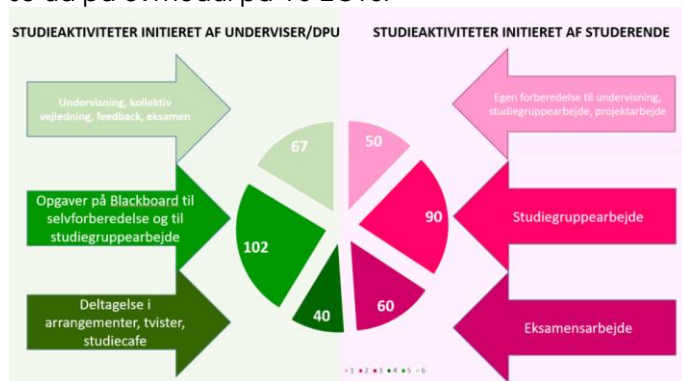 STUDIEAKTIVITETER INITIERET AF UNDERVISER/DPU
STUDIEAKTIVITETER INITIERET AF STUDERENDE
Undervisning, kollektiv
vejledning, feedback, eksamen
Opgaver på Blackboard til
selvforberedelse og til
studiegruppearbejde
Deltagelse i
arrangementer, tvister,
studiecafe
67
50
102
90
40
60
Egen forberedelse til undervisning,
studiegruppearbejde, projektarbejde
Studiegruppearbejde
Eksamensarbejde
1 2 3 4 5 6